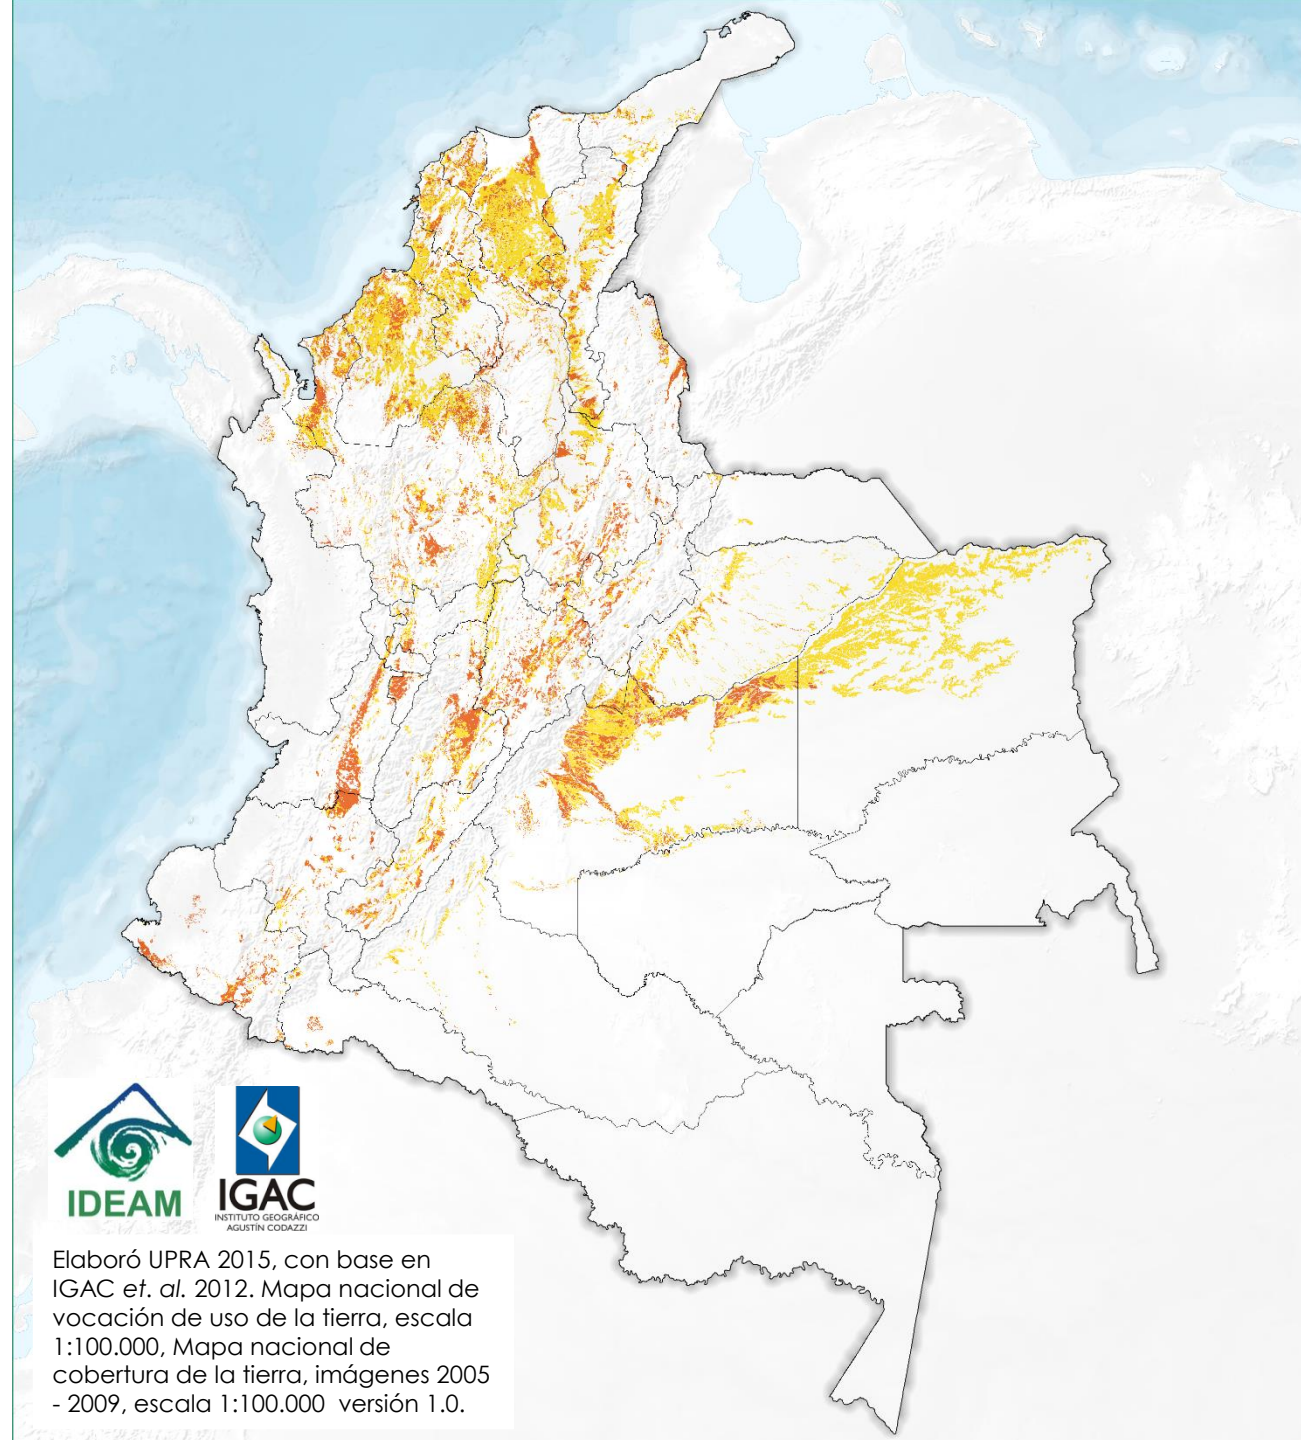 IDEAM
IGAC
INSTITUTO GEOGRÁFICO
AGUSTÍN CODAZZI
Elaboró UPRA 2015, con base en
IGAC et. al. 2012. Mapa nacional de
vocación de uso de la tierra, escala
1:100.000, Mapa nacional de
cobertura de la tierra, imágenes 2005
- 2009, escala 1:100.000 versión 1.0.